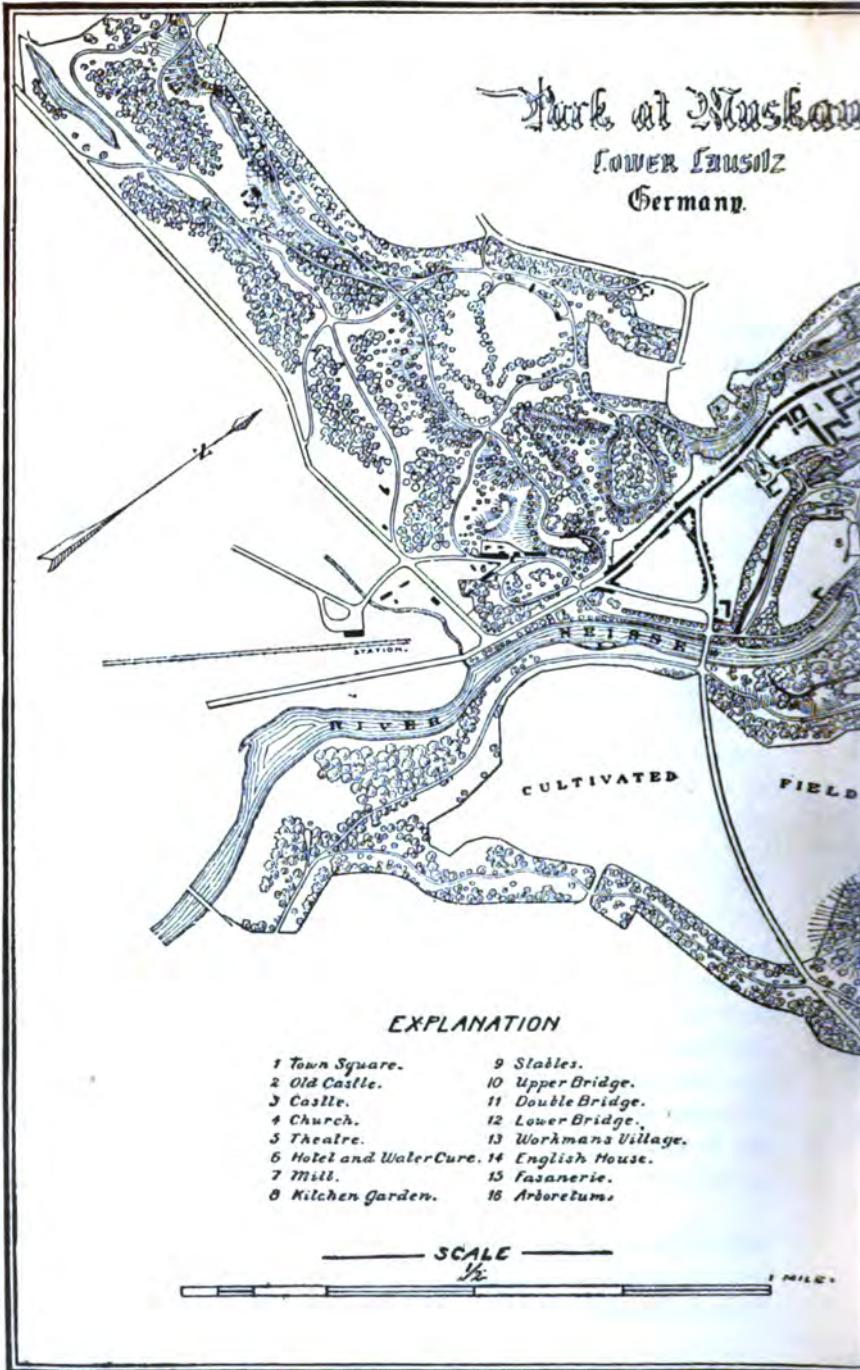 Park at Muskau
LOWER LAUSITZ
Germany.
N
STATION.
NEISSE
RIVER
CULTIVATED FIELD
EXPLANATION
1 Town Square.
2 Old Castle.
3 Castle.
4 Church.
5 Theatre.
6 Hotel and Water Cure.
7 Mill.
8 Kitchen Garden.
9 Stables.
10 Upper Bridge.
11 Double Bridge.
12 Lower Bridge.
13 Workmans Village.
14 English House.
15 Fasanerie.
16 Arboretum.
SCALE
1/2
1 MILE.